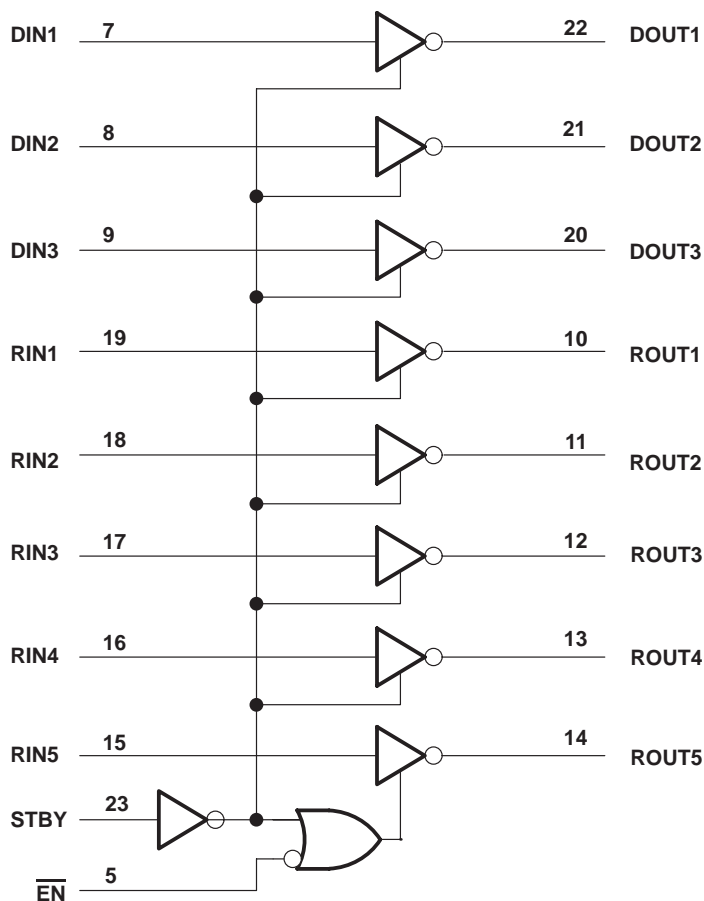 DIN1 7 22 DOUT1
DIN2 8 21 DOUT2
DIN3 9 20 DOUT3
RIN1 19 10 ROUT1
RIN2 18 11 ROUT2
RIN3 17 12 ROUT3
RIN4 16 13 ROUT4
RIN5 15 14 ROUT5
STBY 23
EN 5